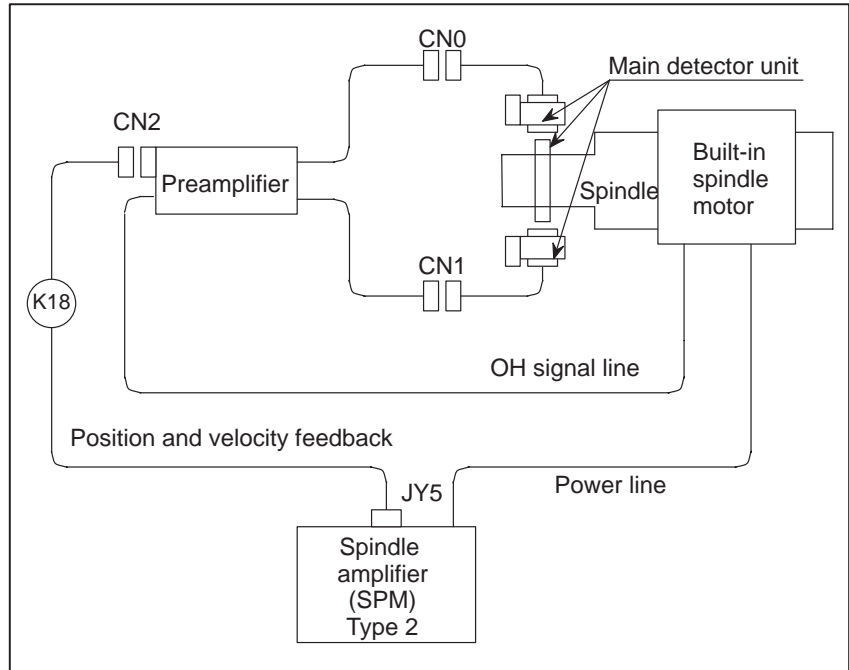 CN0
Main detector unit
CN2
Preamplifier
Built-in
spindle
motor
Spindle
CN1
K18
OH signal line
Position and velocity feedback
JY5
Power line
Spindle
amplifier
(SPM)
Type 2